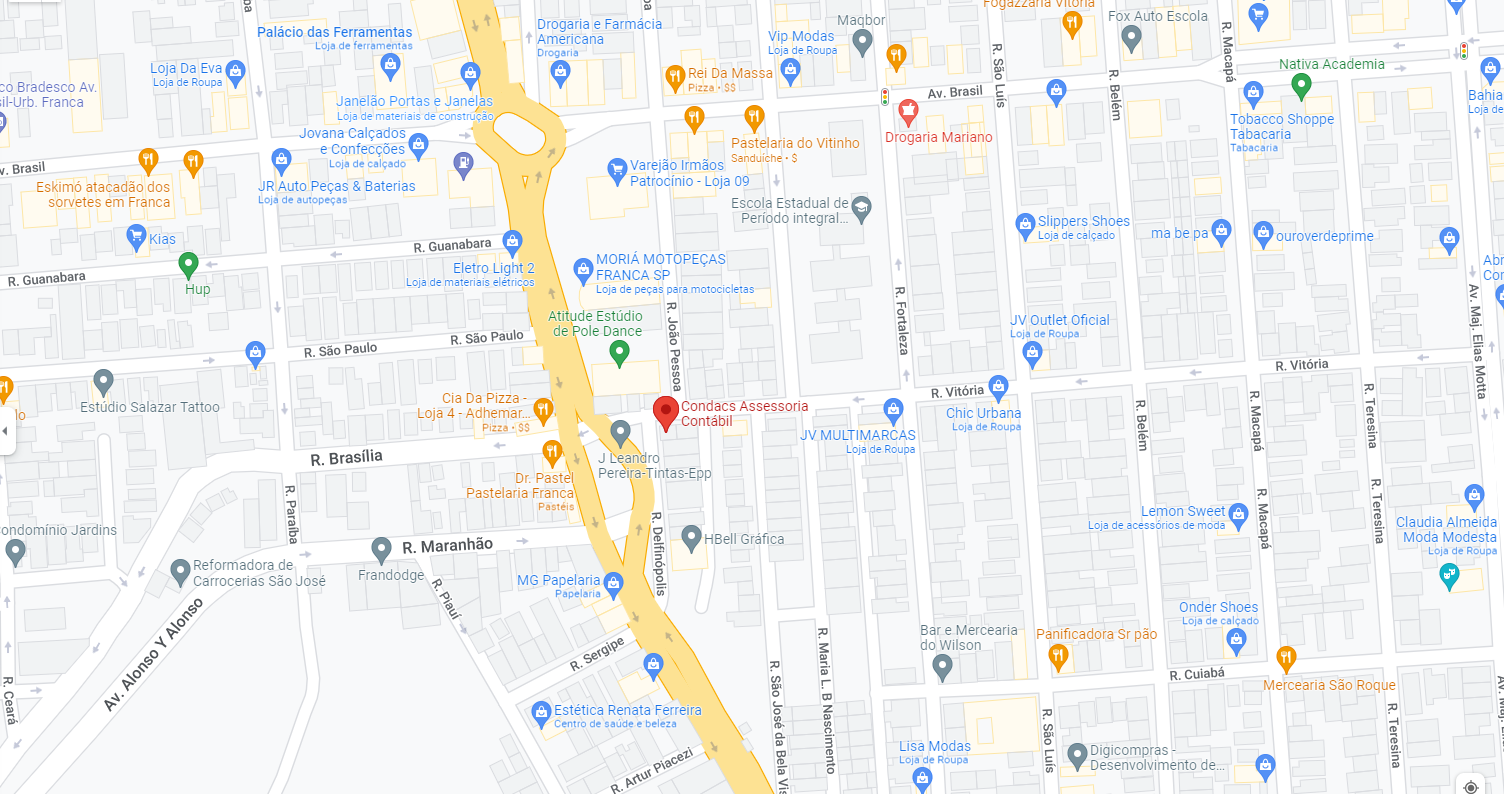 Fogazzaria Vitória
Palácio das Ferramentas
Loja de ferramentas
Drogaria e Farmácia
Americana
Drogaria
Maqbor
Fox Auto Escola
Vip Modas
Loja de Roupa
R. Macapá
R. São Luís
Loja Da Eva
Loja de Roupa
Rei Da Massa
Pizza • $$
Nativa Academia
co Bradesco Av.
sil-Urb. Franca
Janelão Portas e Janelas
Loja de materiais de construção
Av. Brasil
R. Belém
Bahia
Loja de
Jovana Calçados
e Confecções
Loja de calçado
Pastelaria do Vitinho
Sanduíche • $
Drogaria Mariano
Tobacco Shoppe
Tabacaria
Tabacaria
v. Brasil
Eskimó atacadão dos
sorvetes em Franca
JR Auto Peças & Baterias
Loja de autopeças
Varejão Irmãos
Patrocínio - Loja 09
Escola Estadual de
Período integral...
Slippers Shoes
Loja de calçado
ma be pa
ouroverdeprime
Kias
R. Guanabara
R. Guanabara
Hup
Eletro Light 2
Loja de materiais elétricos
MORIÁ MOTOPEÇAS
FRANCA SP
Loja de peças para motocicletas
Abr
Cor
R. Fortaleza
Av. Maj. Elias Motta
Atitude Estúdio
de Pole Dance
R. João Pessoa
JV Outlet Oficial
Loja de Roupa
R. São Paulo
R. São Paulo
R. Vitória
R. Vitória
Estúdio Salazar Tattoo
lo
Cia Da Pizza -
Loja 4 - Adhemar...
Pizza • $$
Condacs Assessoria
Contábil
Chic Urbana
Loja de Roupa
JV MULTIMARCAS
Loja de Roupa
R. Belém
R. Macapá
R. Teresina
R. Brasília
J Leandro
Pereira-Tintas-Epp
Dr. Pastel
Pastelaria Franca
Pastéis
R. Paraíba
R. Macapá
R. Teresina
Lemon Sweet
Loja de acessórios de moda
Claudia Almeida
Moda Modesta
Loja de Roupa
ondomínio Jardins
R. Maranhão
R. Delfinópolis
HBell Gráfica
Reformadora de
Carrocerias São José
Frandodge
MG Papelaria
Papelaria
R. Piauí
Av. Alonso Y Alonso
Onder Shoes
Loja de calçado
Bar e Mercearia
do Wilson
Panificadora Sr pão
R. Sergipe
R. Cuiabá
Mercearia São Roque
R. Ceará
R. São José da Bela Vis
R. Maria L. B Nascimento
Av. Maj.
Estética Renata Ferreira
Centro de saúde e beleza
R. São Luís
R. Teresina
Lisa Modas
Loja de Roupa
Digicompras -
Desenvolvimento de...
R. Artur Piacezi